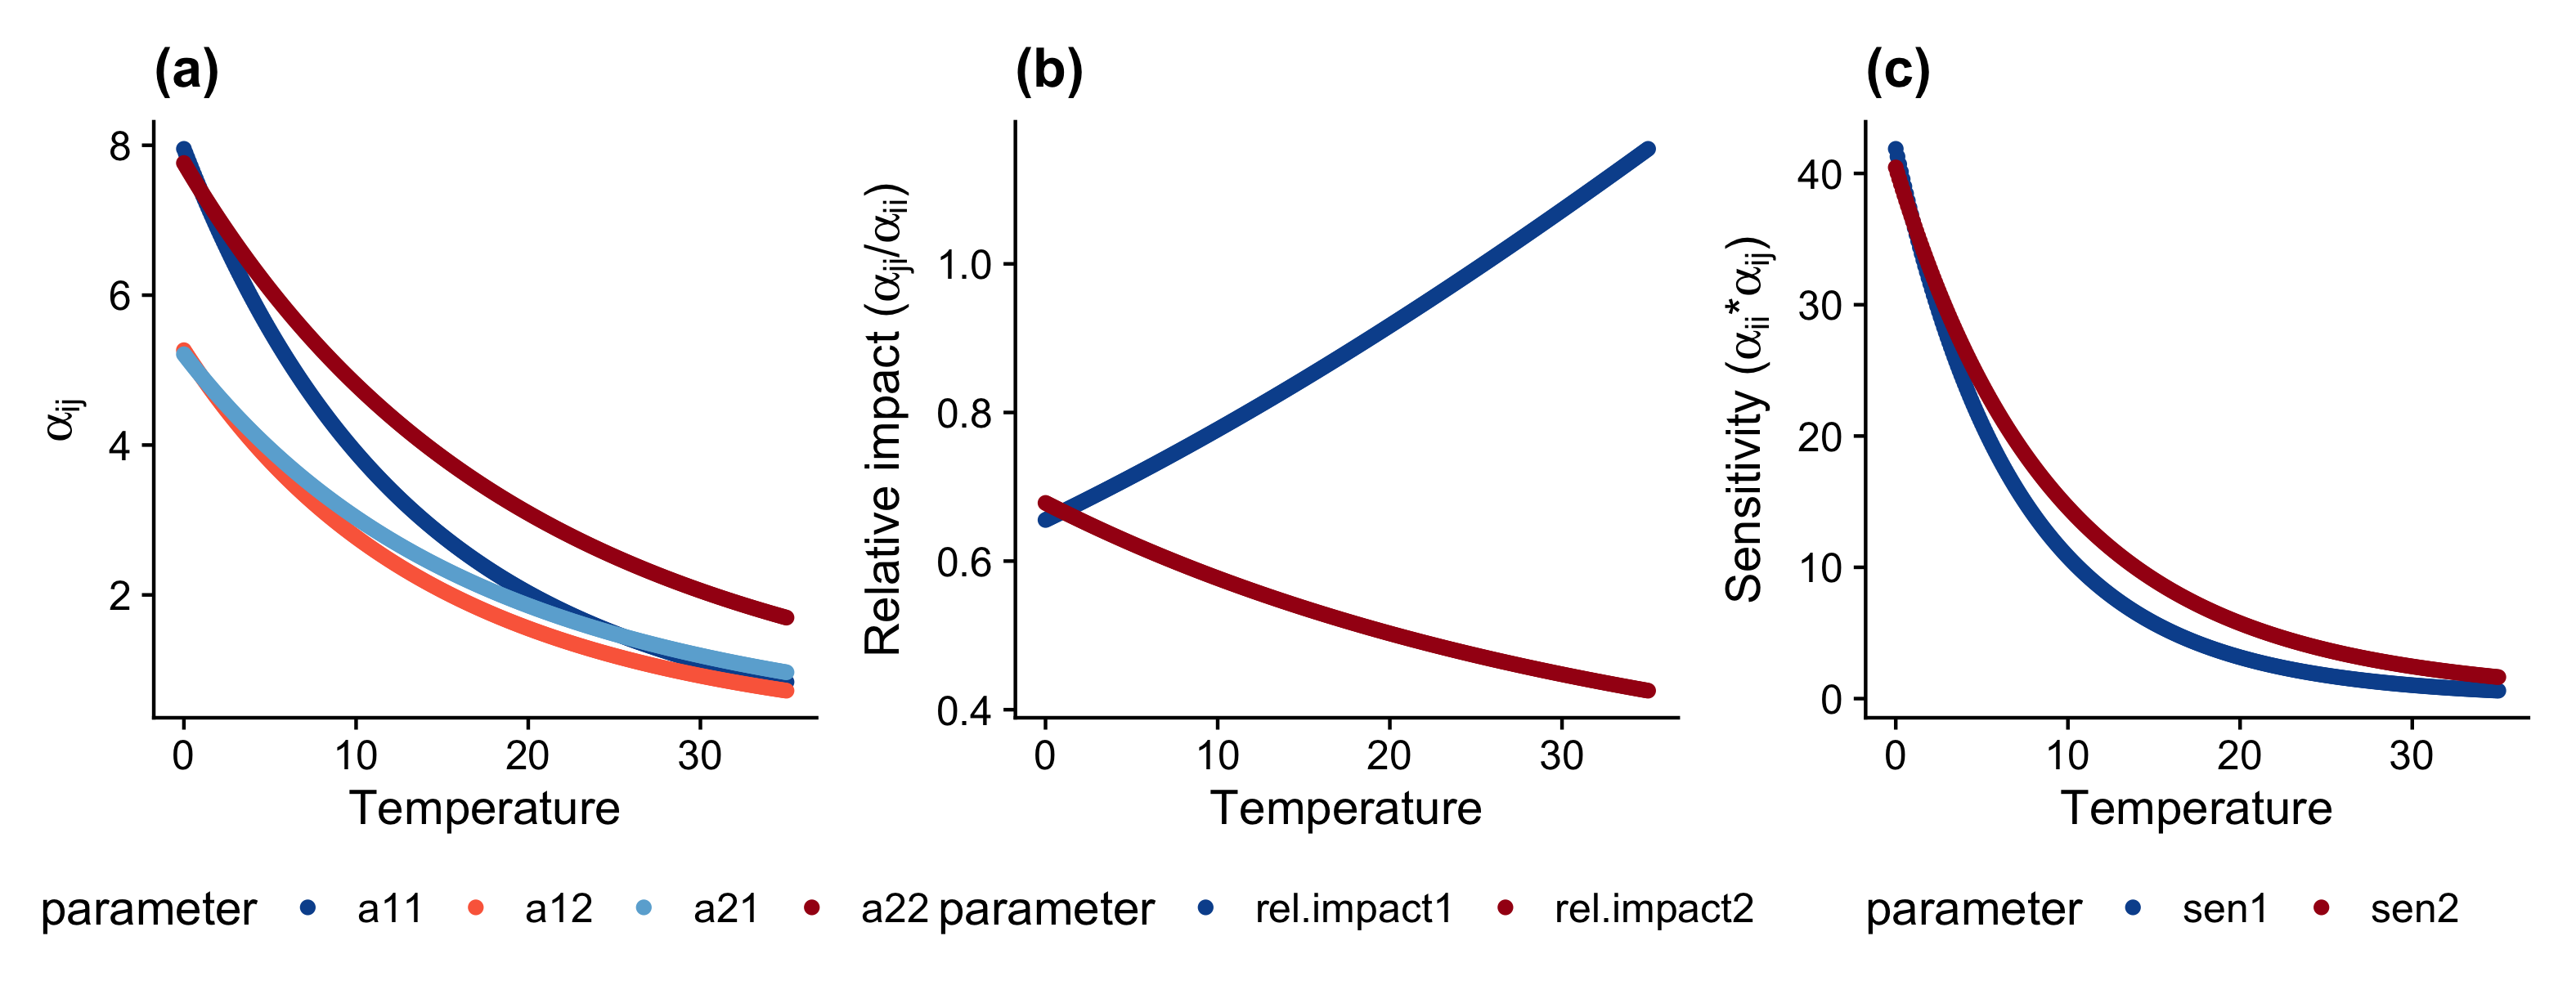 (a)
8
6
4
2
αij
0 10 20 30
Temperature
parameter a11 a12 a21 a22
(b)
1.0
0.8
0.6
0.4
Relative impact (αji/αii)
0 10 20 30
Temperature
parameter rel.impact1 rel.impact2
(c)
40
30
20
10
0
Sensitivity (αii*αij)
0 10 20 30
Temperature
parameter sen1 sen2